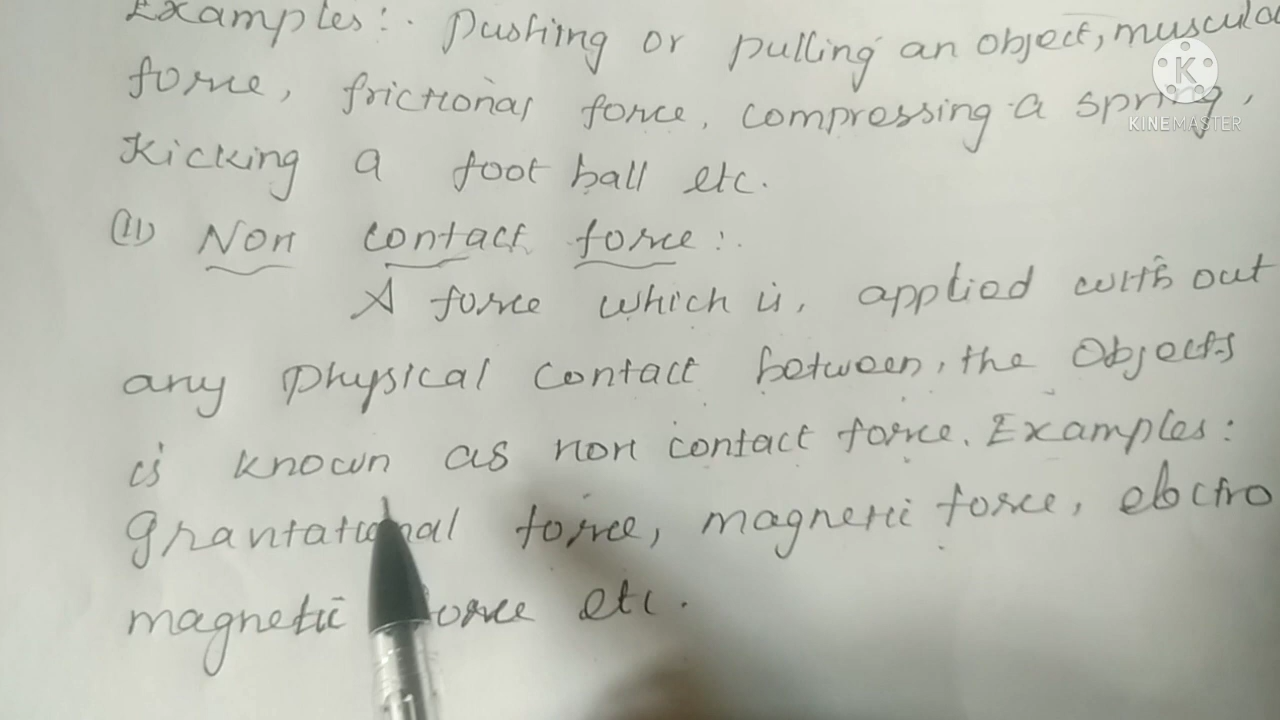 Examples:. Pushing or pulling an object, muscula
force, frictional force, compressing a spring,
Kicking a foot ball etc.
(II) Non contact force:.
A force which is, applied with out
any physical contact between, the Objects
is known as non contact force. Examples:
Gravitational force, magnetic force, electro
magnetic force etc.
KINEMASTER